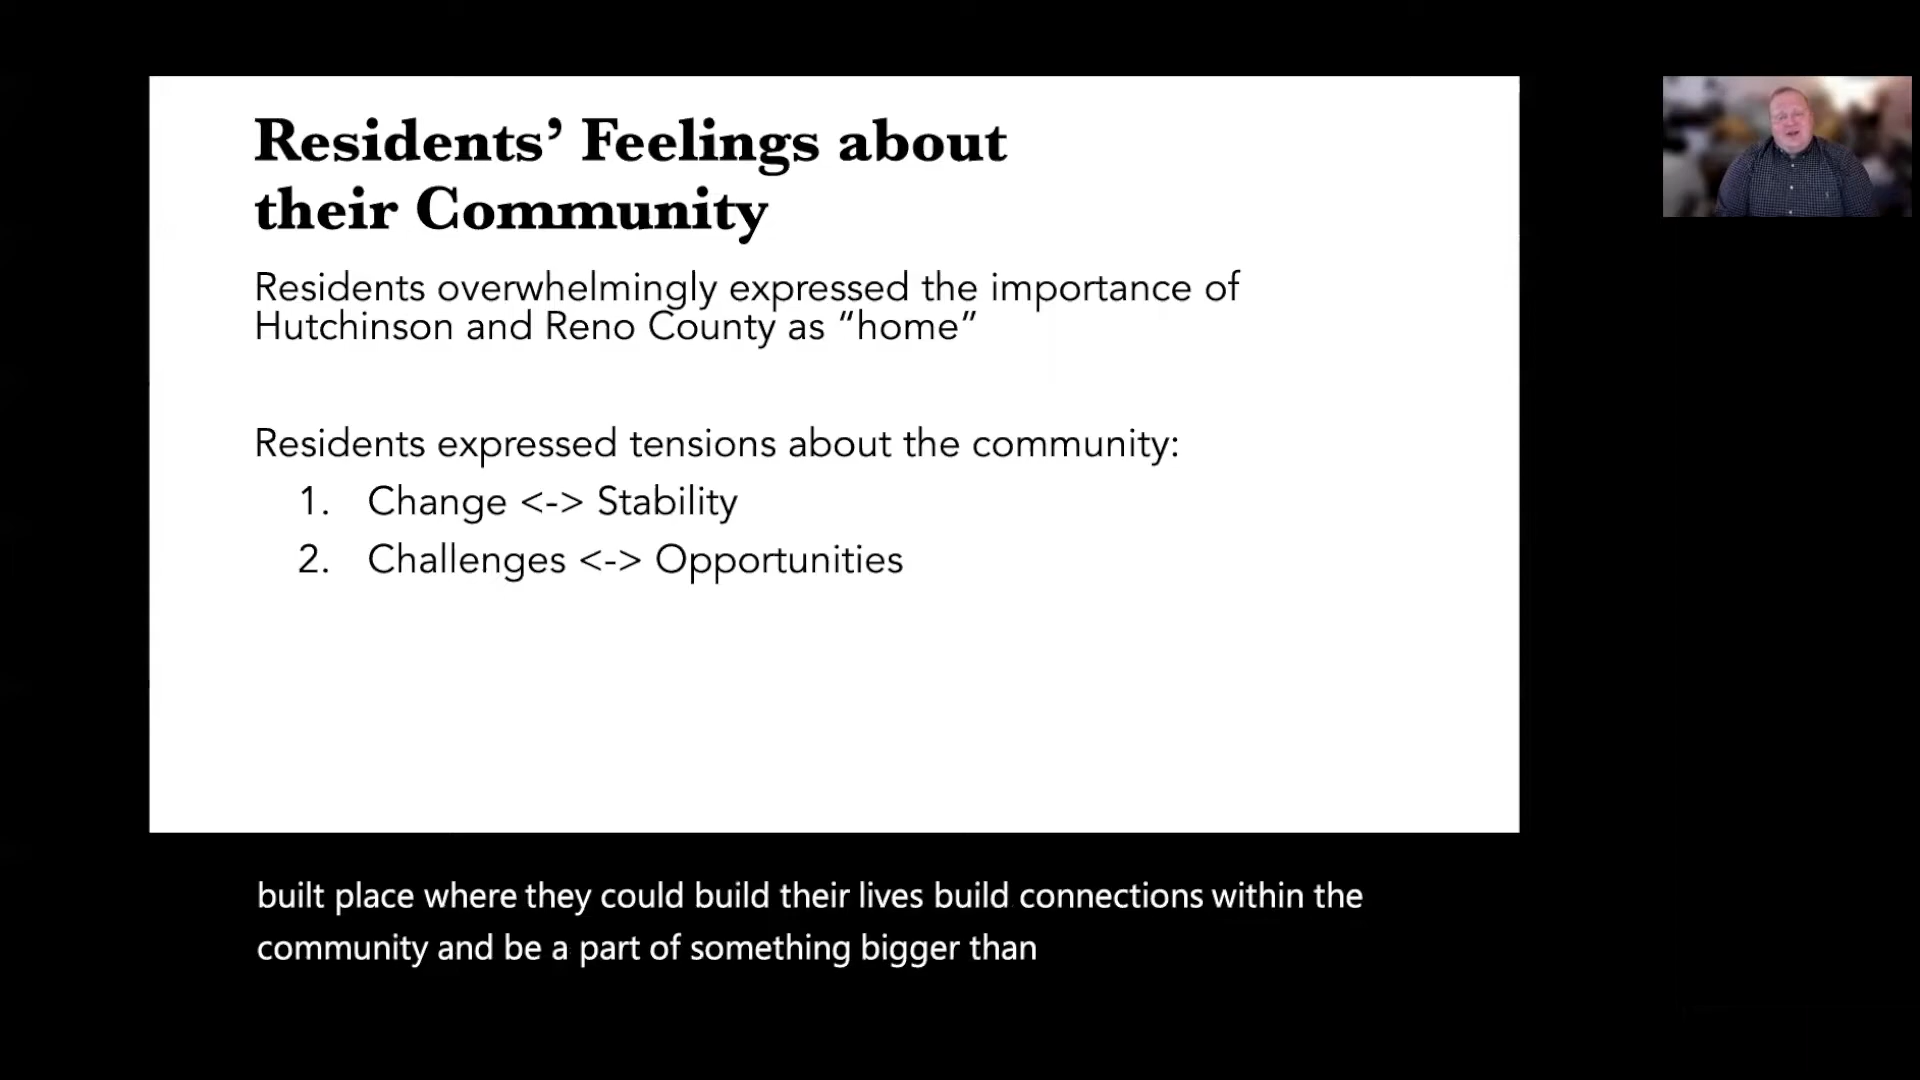 Residents’ Feelings about
their Community
Residents overwhelmingly expressed the importance of
Hutchinson and Reno County as “home”
Residents expressed tensions about the community:
1. Change <-> Stability
2. Challenges <-> Opportunities
built place where they could build their lives build connections within the
community and be a part of something bigger than